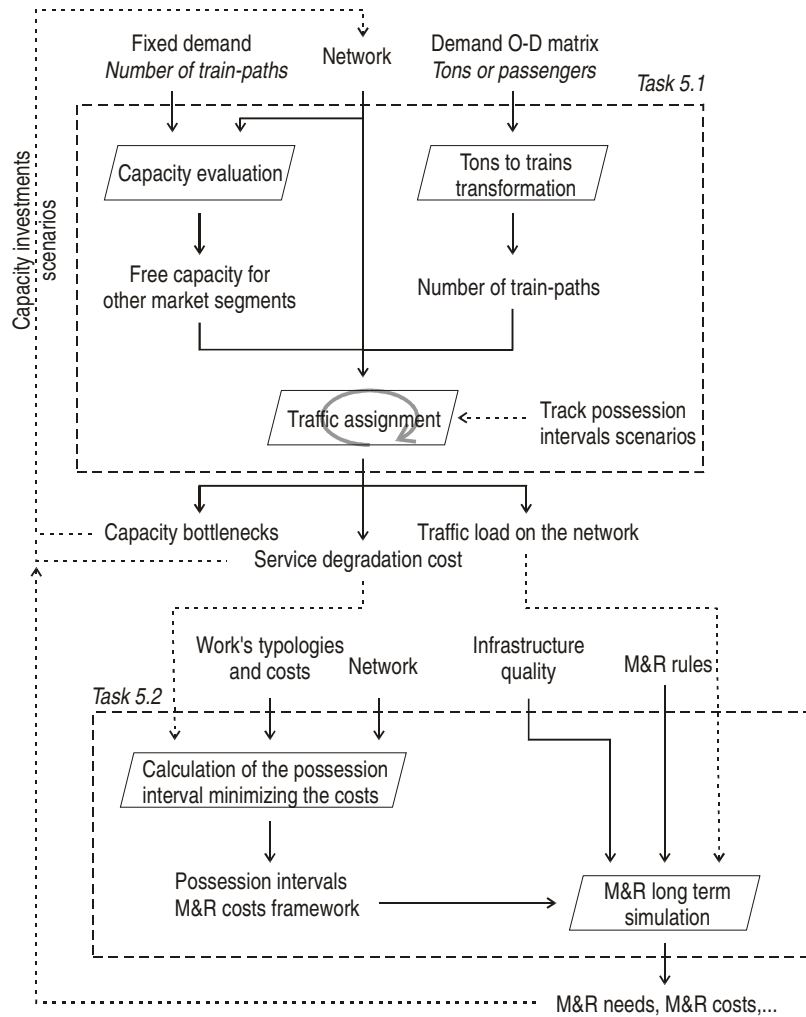 Fixed demand
Number of train-paths
Network
Demand O-D matrix
Tons or passengers
Task 5.1
Capacity evaluation
Tons to trains
transformation
Capacity investments
scenarios
Free capacity for
other market segments
Number of train-paths
Traffic assignment
Track possession
intervals scenarios
Capacity bottlenecks
Traffic load on the network
Service degradation cost
Work's typologies
and costs
Network
Infrastructure
quality
M&R rules
Task 5.2
Calculation of the possession
interval minimizing the costs
Possession intervals
M&R costs framework
M&R long term
simulation
M&R needs, M&R costs,...